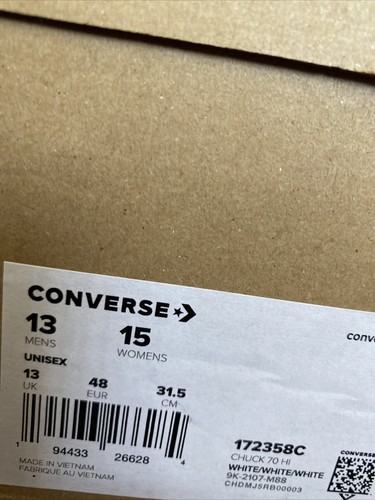 CONVERSE
13
MENS
15
WOMENS
UNISEX
13
UK
48
EUR
31.5
CM
1 94433 26628 4
MADE IN VIETNAM
FABRIQUÉ AU VIETNAM
172358C
CHUCK 70 HI
WHITE/WHITE/WHITE
9K-2107-M88
CHDMJSRB00003
conv
CONVERSE